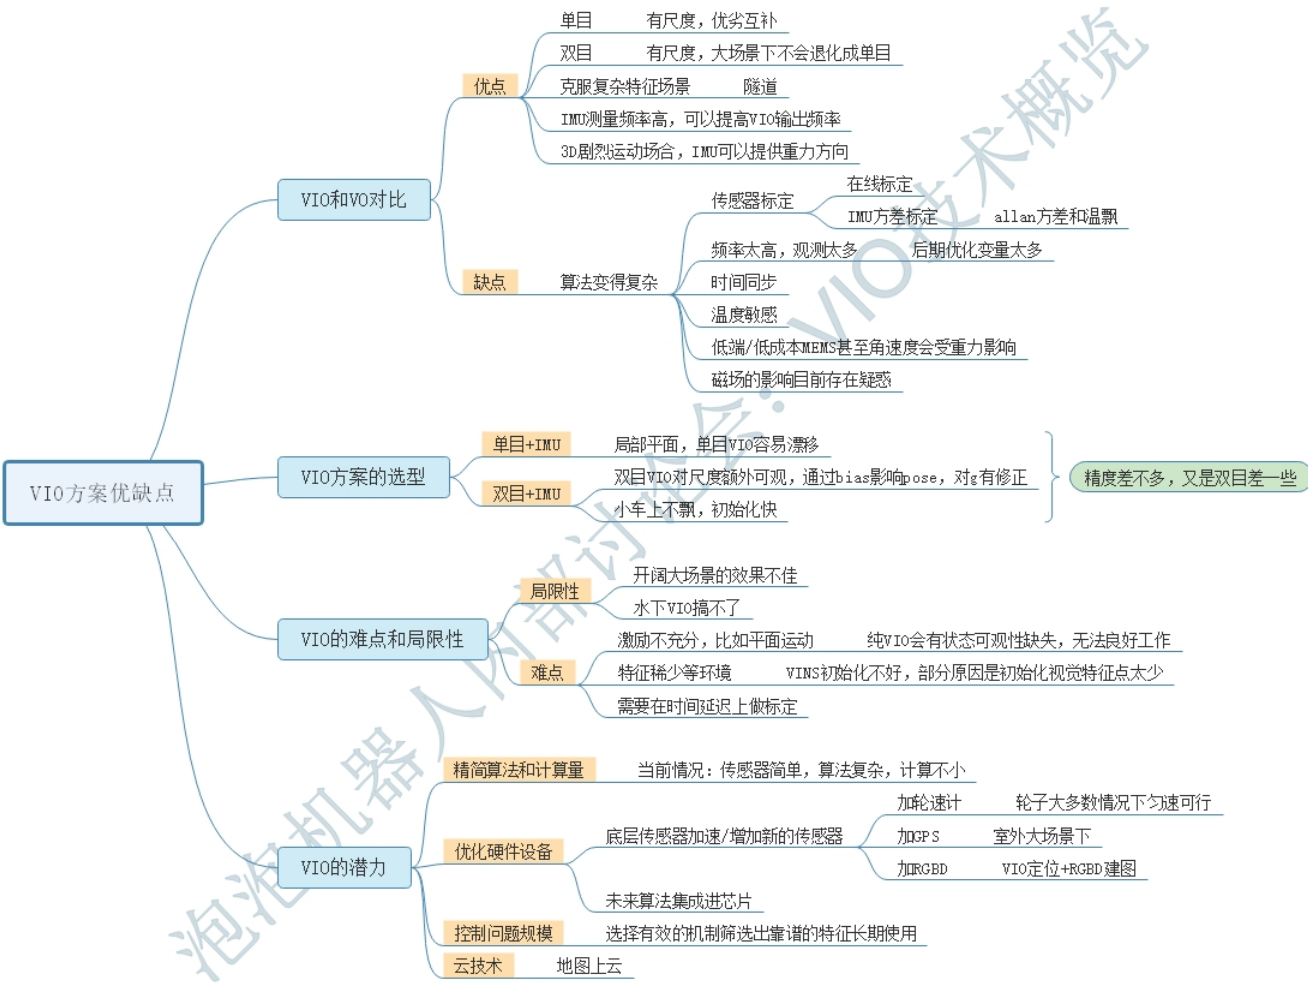 VIO方案优缺点
VIO和VO对比
优点
单目 有尺度，优劣互补
双目 有尺度，大场景下不会退化成单目
克服复杂特征场景 隧道
IMU测量频率高，可以提高VIO输出频率
3D剧烈运动场合，IMU可以提供重力方向
缺点
算法变得复杂
传感器标定
在线标定
IMU方差标定 allan方差和温飘
频率太高，观测太多 后期优化变量太多
时间同步
温度敏感
低端/低成本MEMS甚至角速度会受重力影响
磁场的影响目前存在疑惑
VIO方案的选型
单目+IMU
局部平面，单目VIO容易漂移
双目+IMU
双目VIO对尺度额外可观，通过bias影响pose，对g有修正
小车上不飘，初始化快
精度差不多，又是双目差一些
VIO的难点和局限性
局限性
开阔大场景的效果不佳
水下VIO搞不了
难点
激励不充分，比如平面运动 纯VIO会有状态可观性缺失，无法良好工作
特征稀少等环境 VINS初始化不好，部分原因是初始化视觉特征点太少
需要在时间延迟上做标定
VIO的潜力
精简算法和计算量 当前情况：传感器简单，算法复杂，计算不小
优化硬件设备
底层传感器加速/增加新的传感器
加轮速计 轮子大多数情况下匀速可行
加GPS 室外大场景下
加RGBD VIO定位+RGBD建图
未来算法集成进芯片
控制问题规模 选择有效的机制筛选出靠谱的特征长期使用
云技术 地图上云
泡泡机器人内部讨论会：VIO技术概览